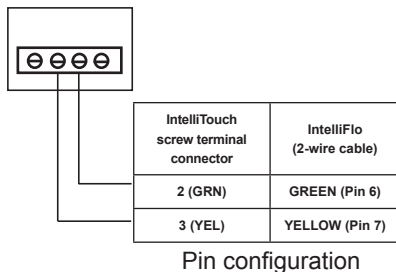 IntelliTouch
screw terminal
connector
IntelliFlo
(2-wire cable)
2 (GRN)
GREEN (Pin 6)
3 (YEL)
YELLOW (Pin 7)
Pin configuration